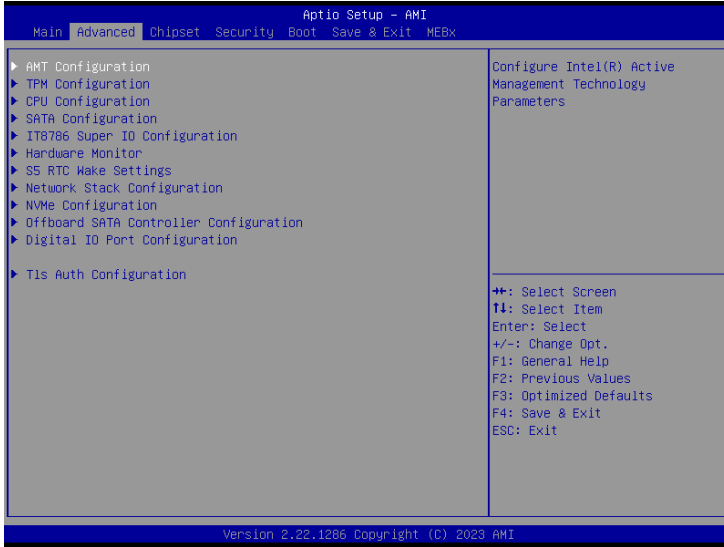 Aptio Setup – AMI
Main Advanced Chipset Security Boot Save & Exit MEBx
▶ AMT Configuration
▶ TPM Configuration
▶ CPU Configuration
▶ SATA Configuration
▶ IT8786 Super IO Configuration
▶ Hardware Monitor
▶ S5 RTC Wake Settings
▶ Network Stack Configuration
▶ NVMe Configuration
▶ Offboard SATA Controller Configuration
▶ Digital IO Port Configuration
▶ Tls Auth Configuration
Configure Intel(R) Active
Management Technology
Parameters
→←: Select Screen
↑↓: Select Item
Enter: Select
+/-: Change Opt.
F1: General Help
F2: Previous Values
F3: Optimized Defaults
F4: Save & Exit
ESC: Exit
Version 2.22.1286 Copyright (C) 2023 AMI